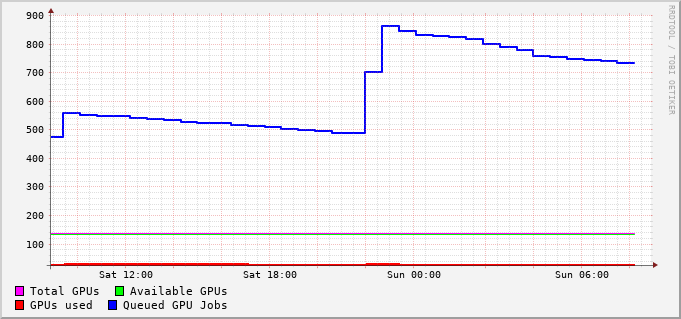 900
800
700
600
500
400
300
200
100
Sat 12:00 Sat 18:00 Sun 00:00 Sun 06:00
Total GPUs Available GPUs
GPUs used Queued GPU Jobs
RRDTOOL / TOBI OETIKER